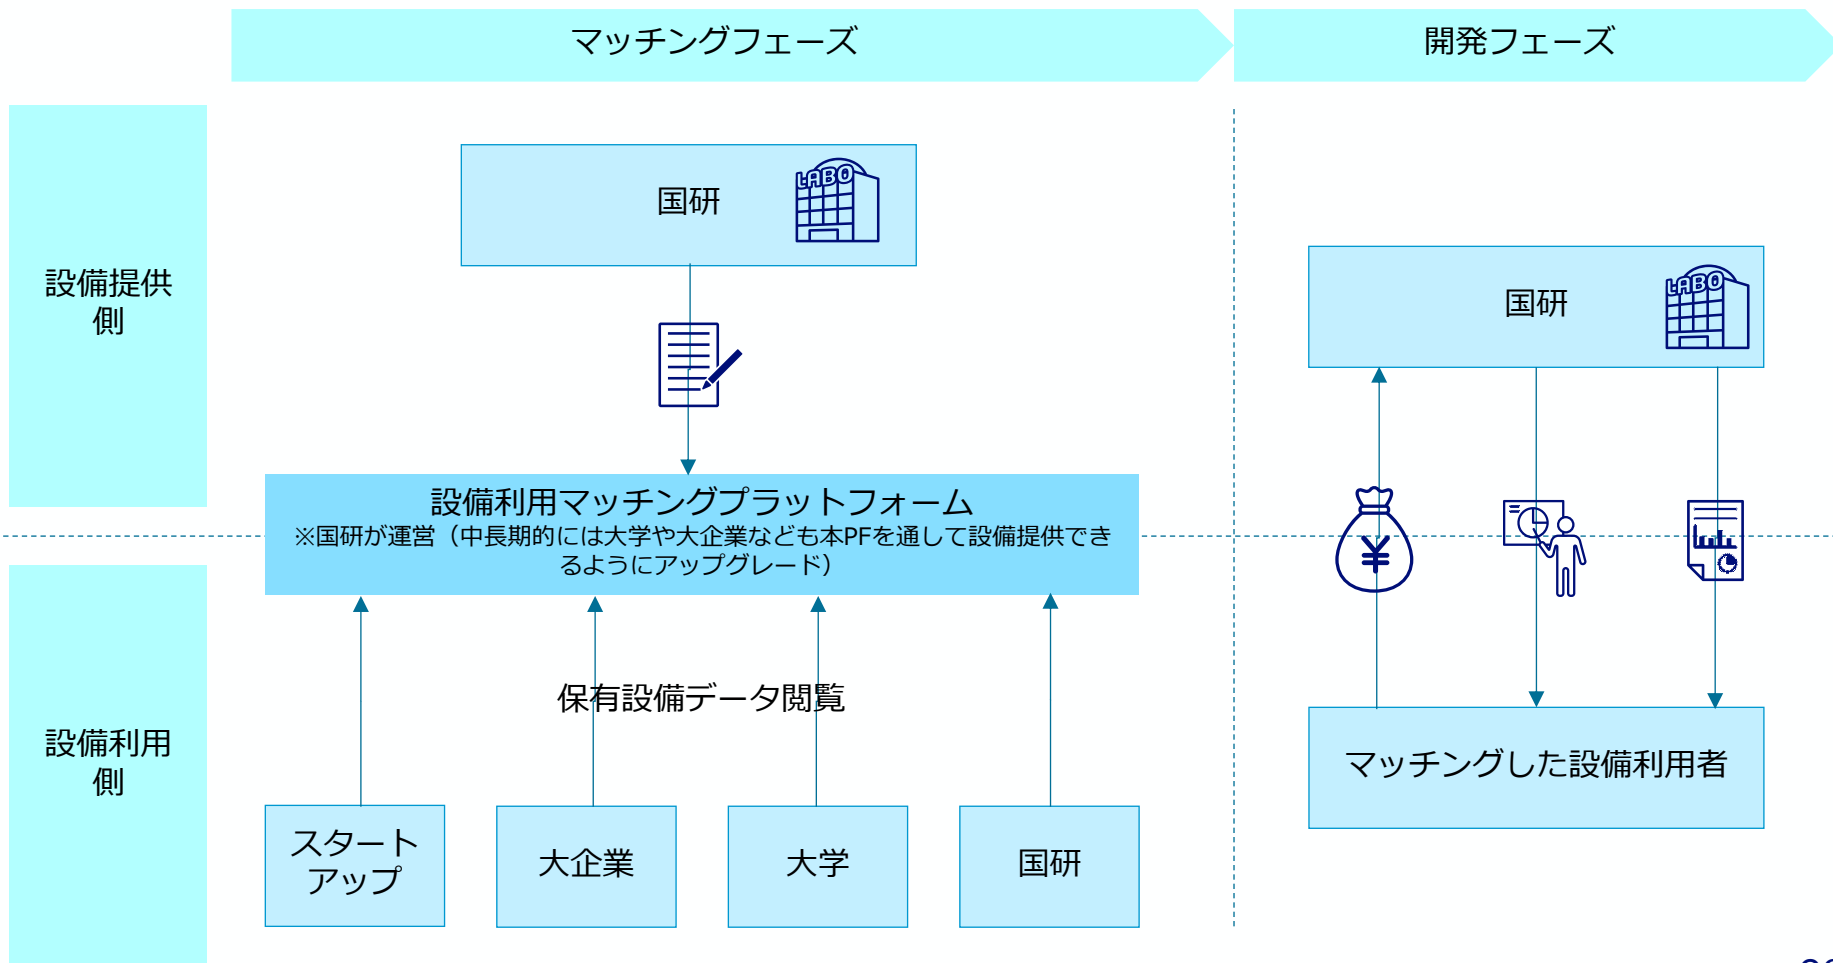 マッチングフェーズ
開発フェーズ
設備提供
側
国研
LABO
国研
LABO
設備利用マッチングプラットフォーム
※国研が運営（中長期的には大学や大企業なども本PFを通して設備提供でき
るようにアップグレード）
¥
保有設備データ閲覧
設備利用
側
マッチングした設備利用者
スタート
アップ
大企業
大学
国研